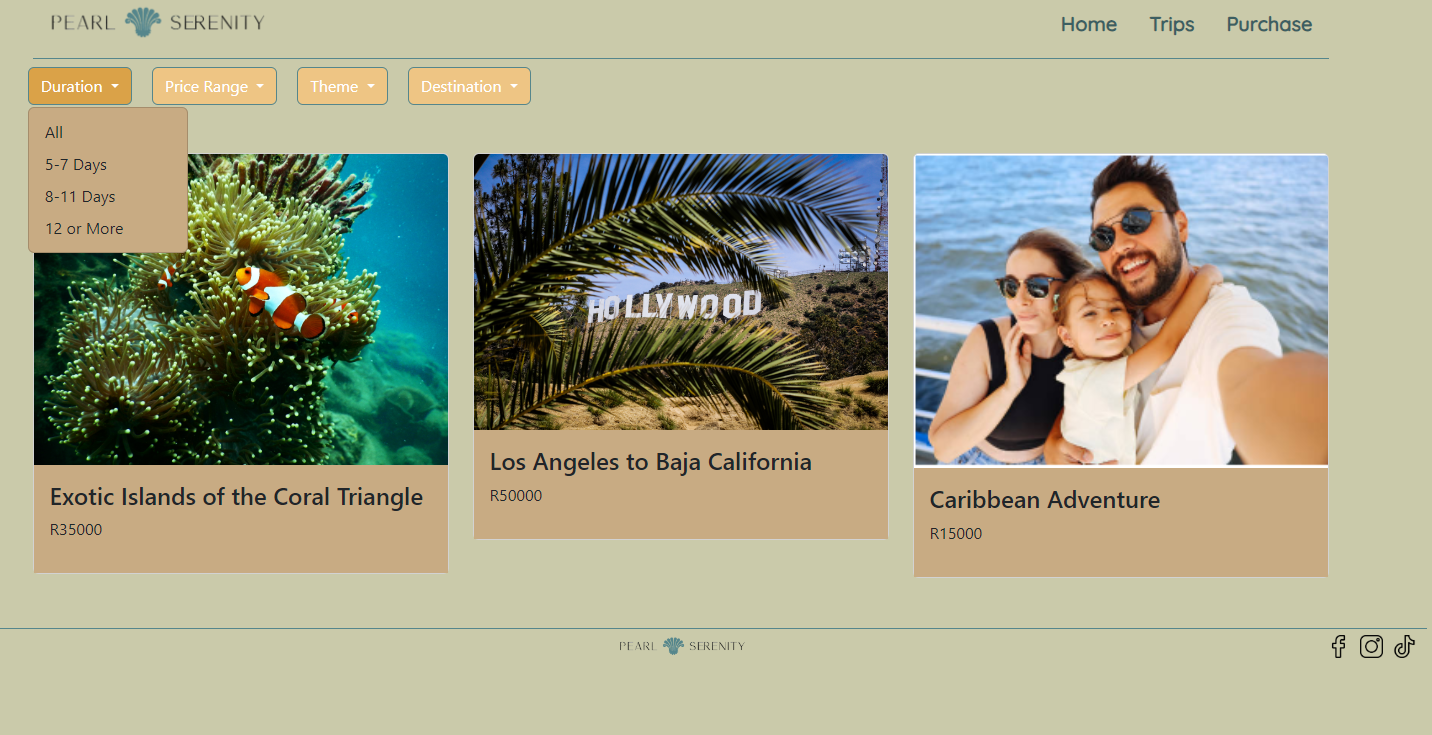 PEARL SERENITY
Home Trips Purchase
Duration Price Range Theme Destination
All
5-7 Days
8-11 Days
12 or More
HOLLYWOOD
Exotic Islands of the Coral Triangle
R35000
Los Angeles to Baja California
R50000
Caribbean Adventure
R15000
PEARL SERENITY